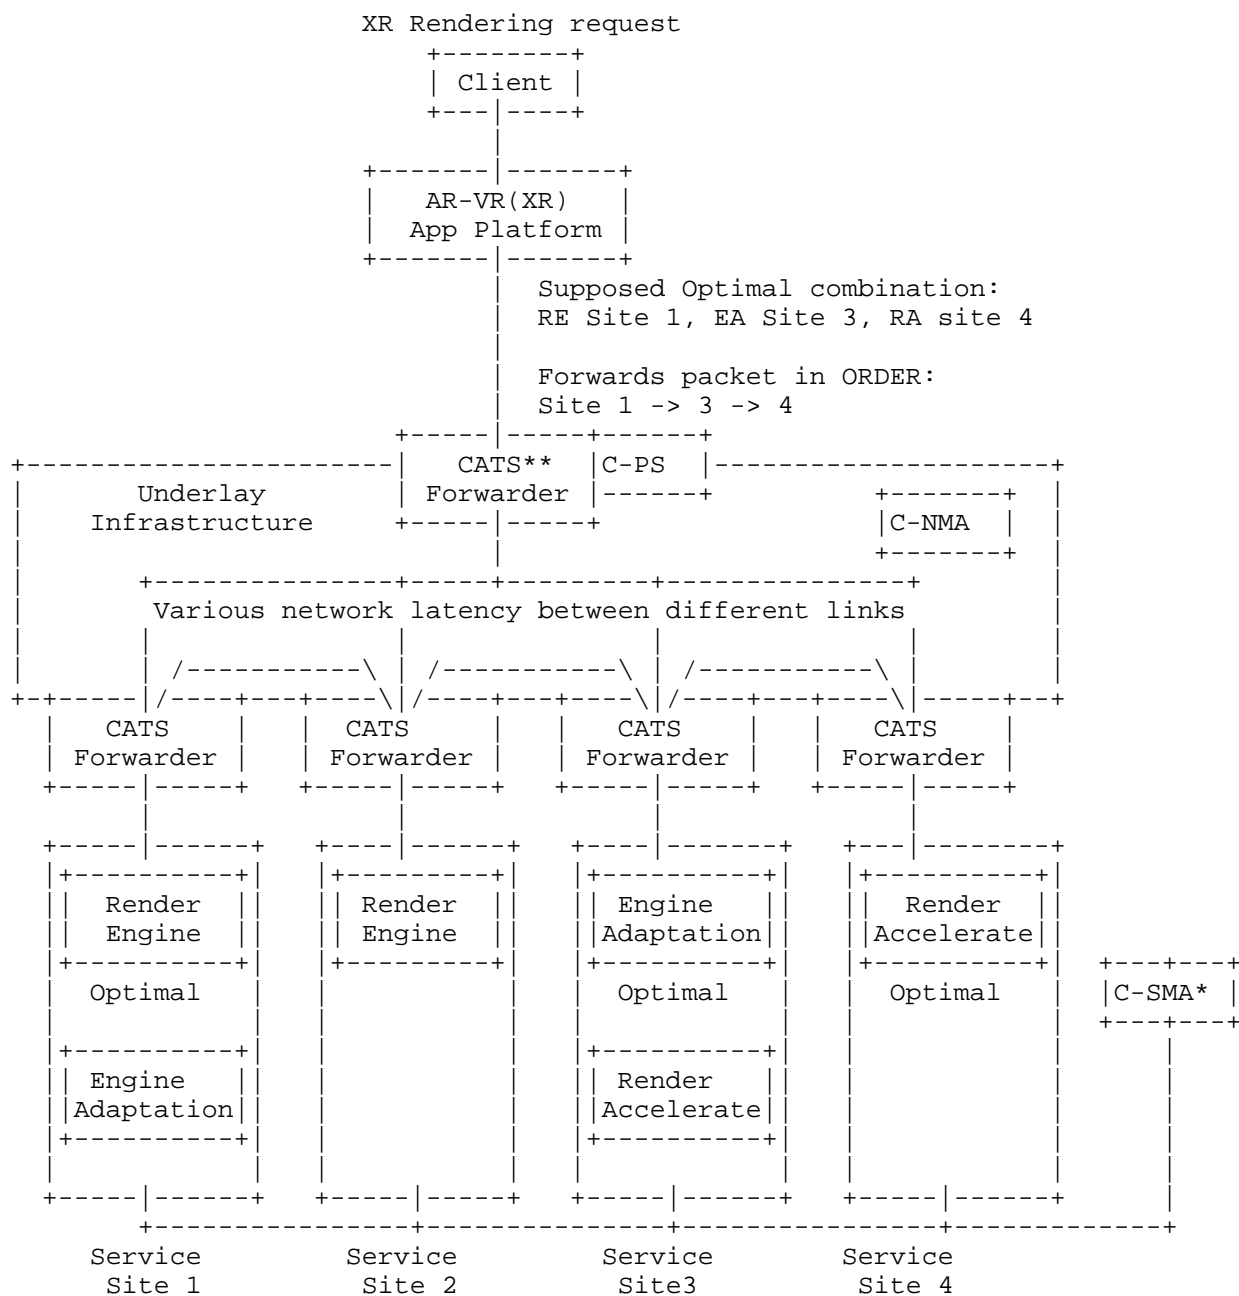 XR Rendering request
Client
AR-VR(XR)
App Platform
Supposed Optimal combination:
RE Site 1, EA Site 3, RA site 4
Forwards packet in ORDER:
Site 1 -> 3 -> 4
CATS** C-PS
Underlay Forwarder
Infrastructure C-NMA
Various network latency between different links
CATS CATS CATS CATS
Forwarder Forwarder Forwarder Forwarder
Render Render Engine Render
Engine Engine Adaptation Accelerate
Optimal Optimal Optimal C-SMA*
Engine Render
Adaptation Accelerate
Service Service Service Service
Site 1 Site 2 Site3 Site 4